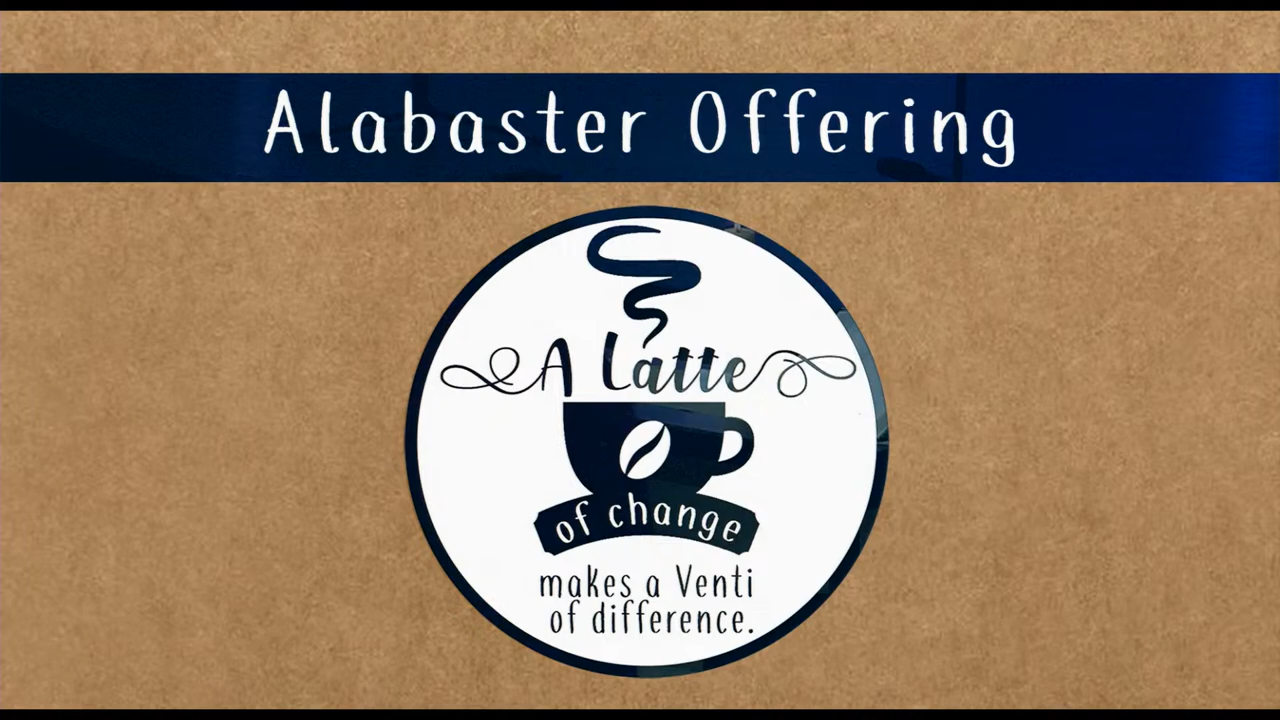 Alabaster Offering
A Latte
of change
makes a Venti
of difference.